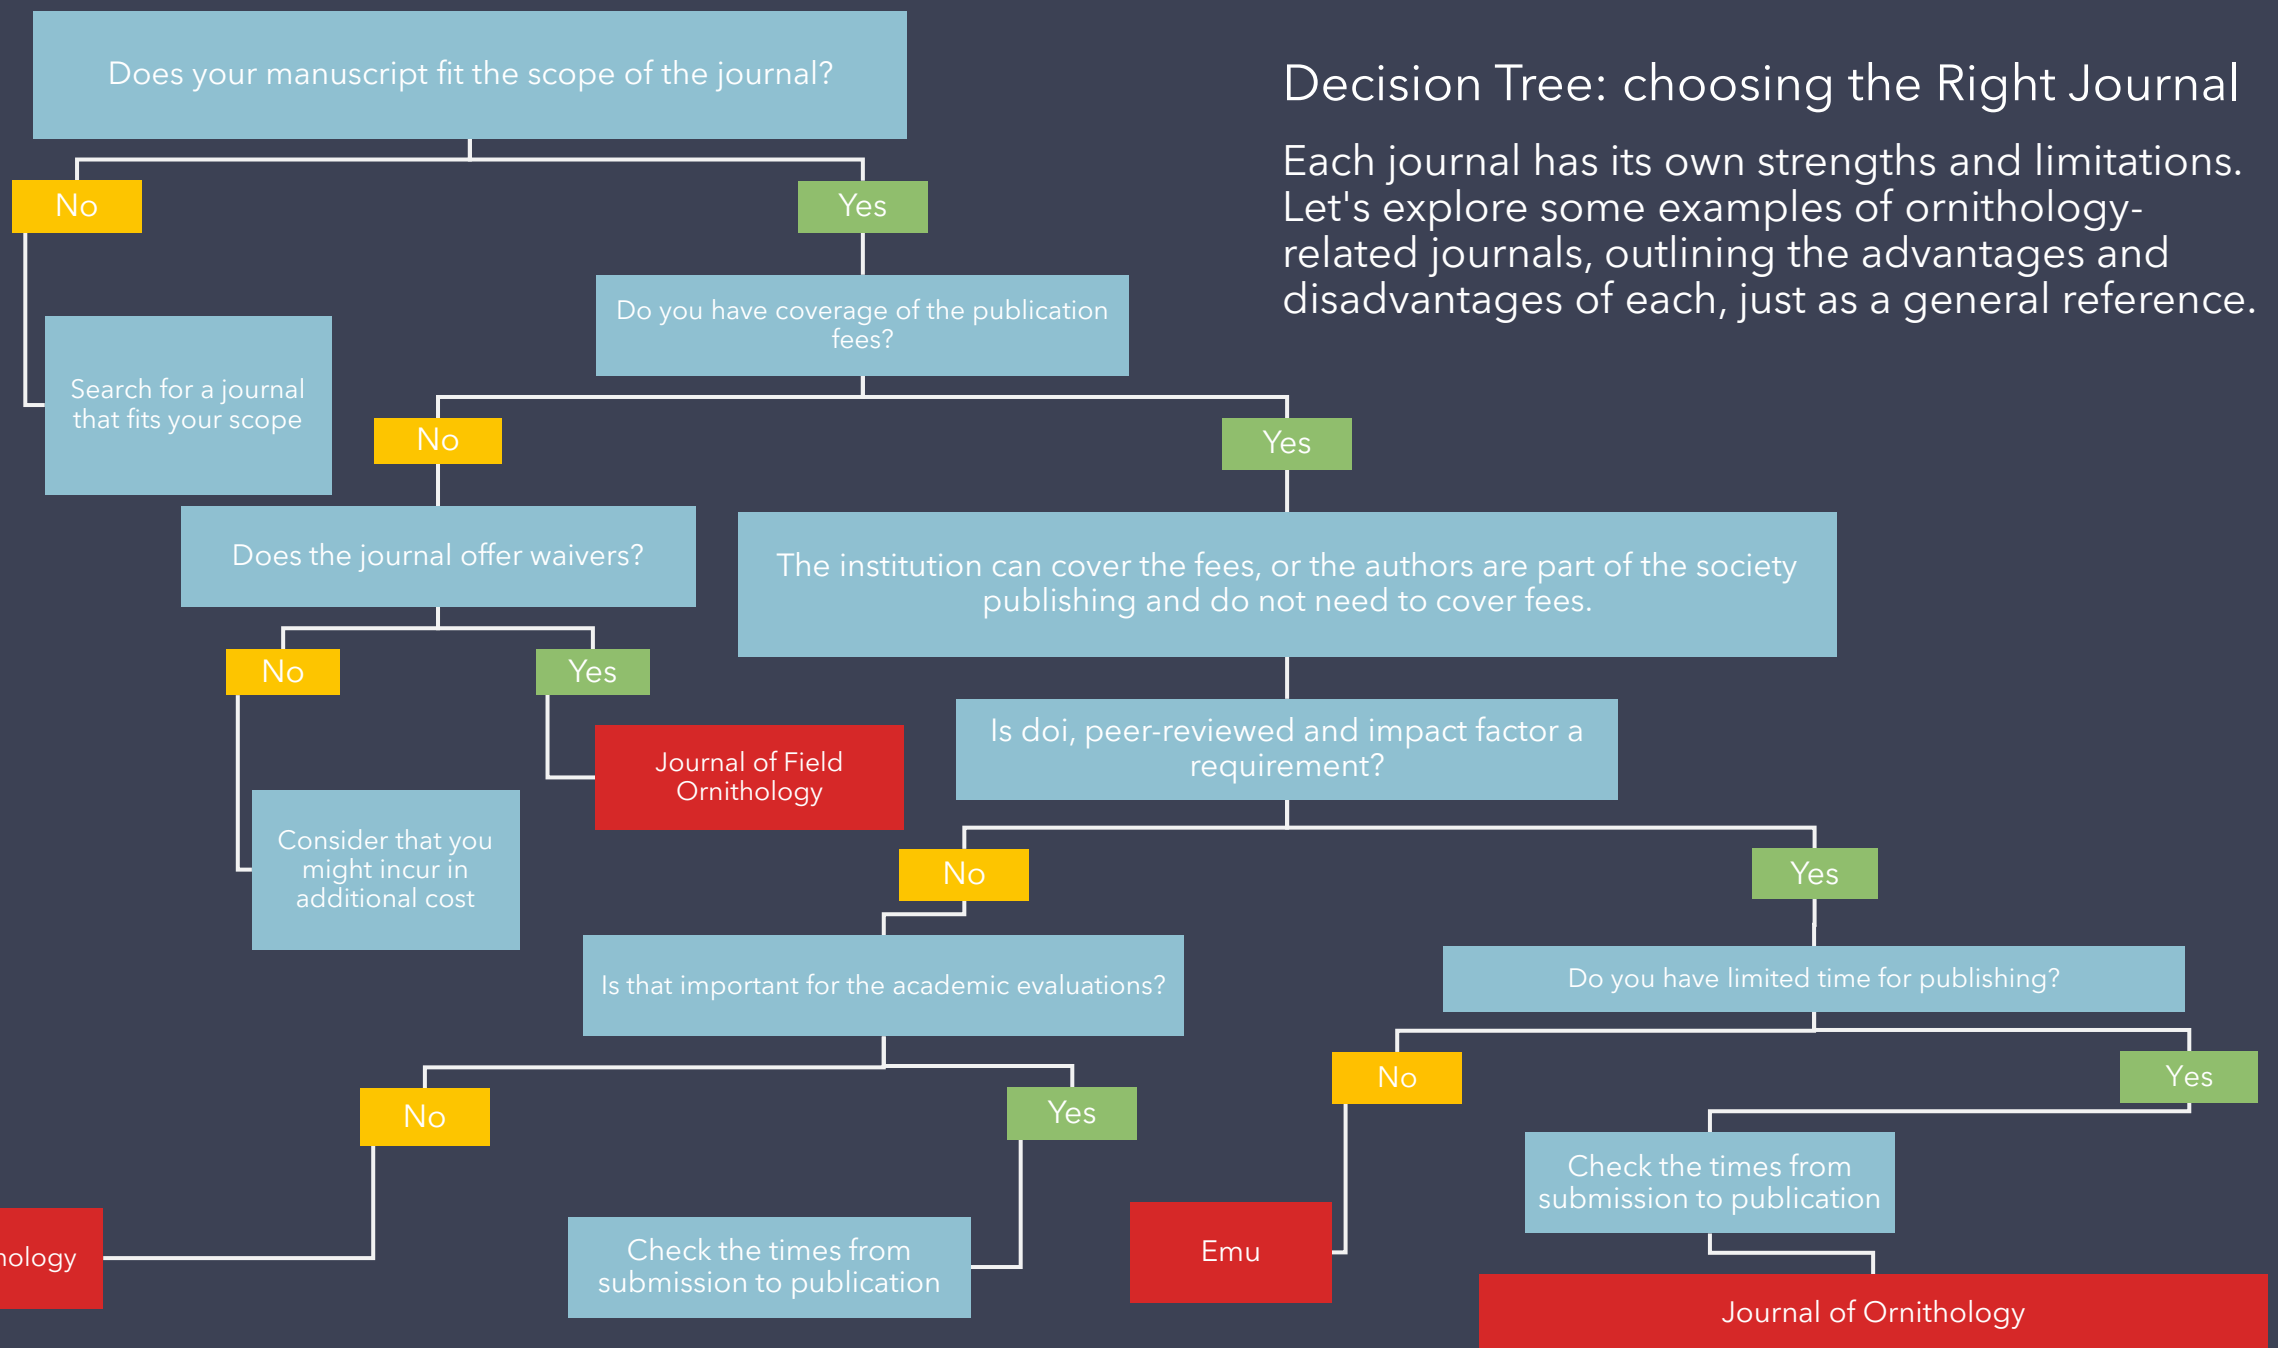 Does your manuscript fit the scope of the journal?
Decision Tree: choosing the Right Journal
Each journal has its own strengths and limitations.
Let's explore some examples of ornithology-
related journals, outlining the advantages and
disadvantages of each, just as a general reference.
No
Yes
Do you have coverage of the publication
fees?
Search for a journal
that fits your scope
No
Yes
Does the journal offer waivers?
The institution can cover the fees, or the authors are part of the society
publishing and do not need to cover fees.
No
Yes
Journal of Field
Ornithology
Is doi, peer-reviewed and impact factor a
requirement?
Consider that you
might incur in
additional cost
No
Yes
Is that important for the academic evaluations?
Do you have limited time for publishing?
No
Yes
No
Yes
Check the times from
submission to publication
Emu
Check the times from
submission to publication
Journal of Ornithology